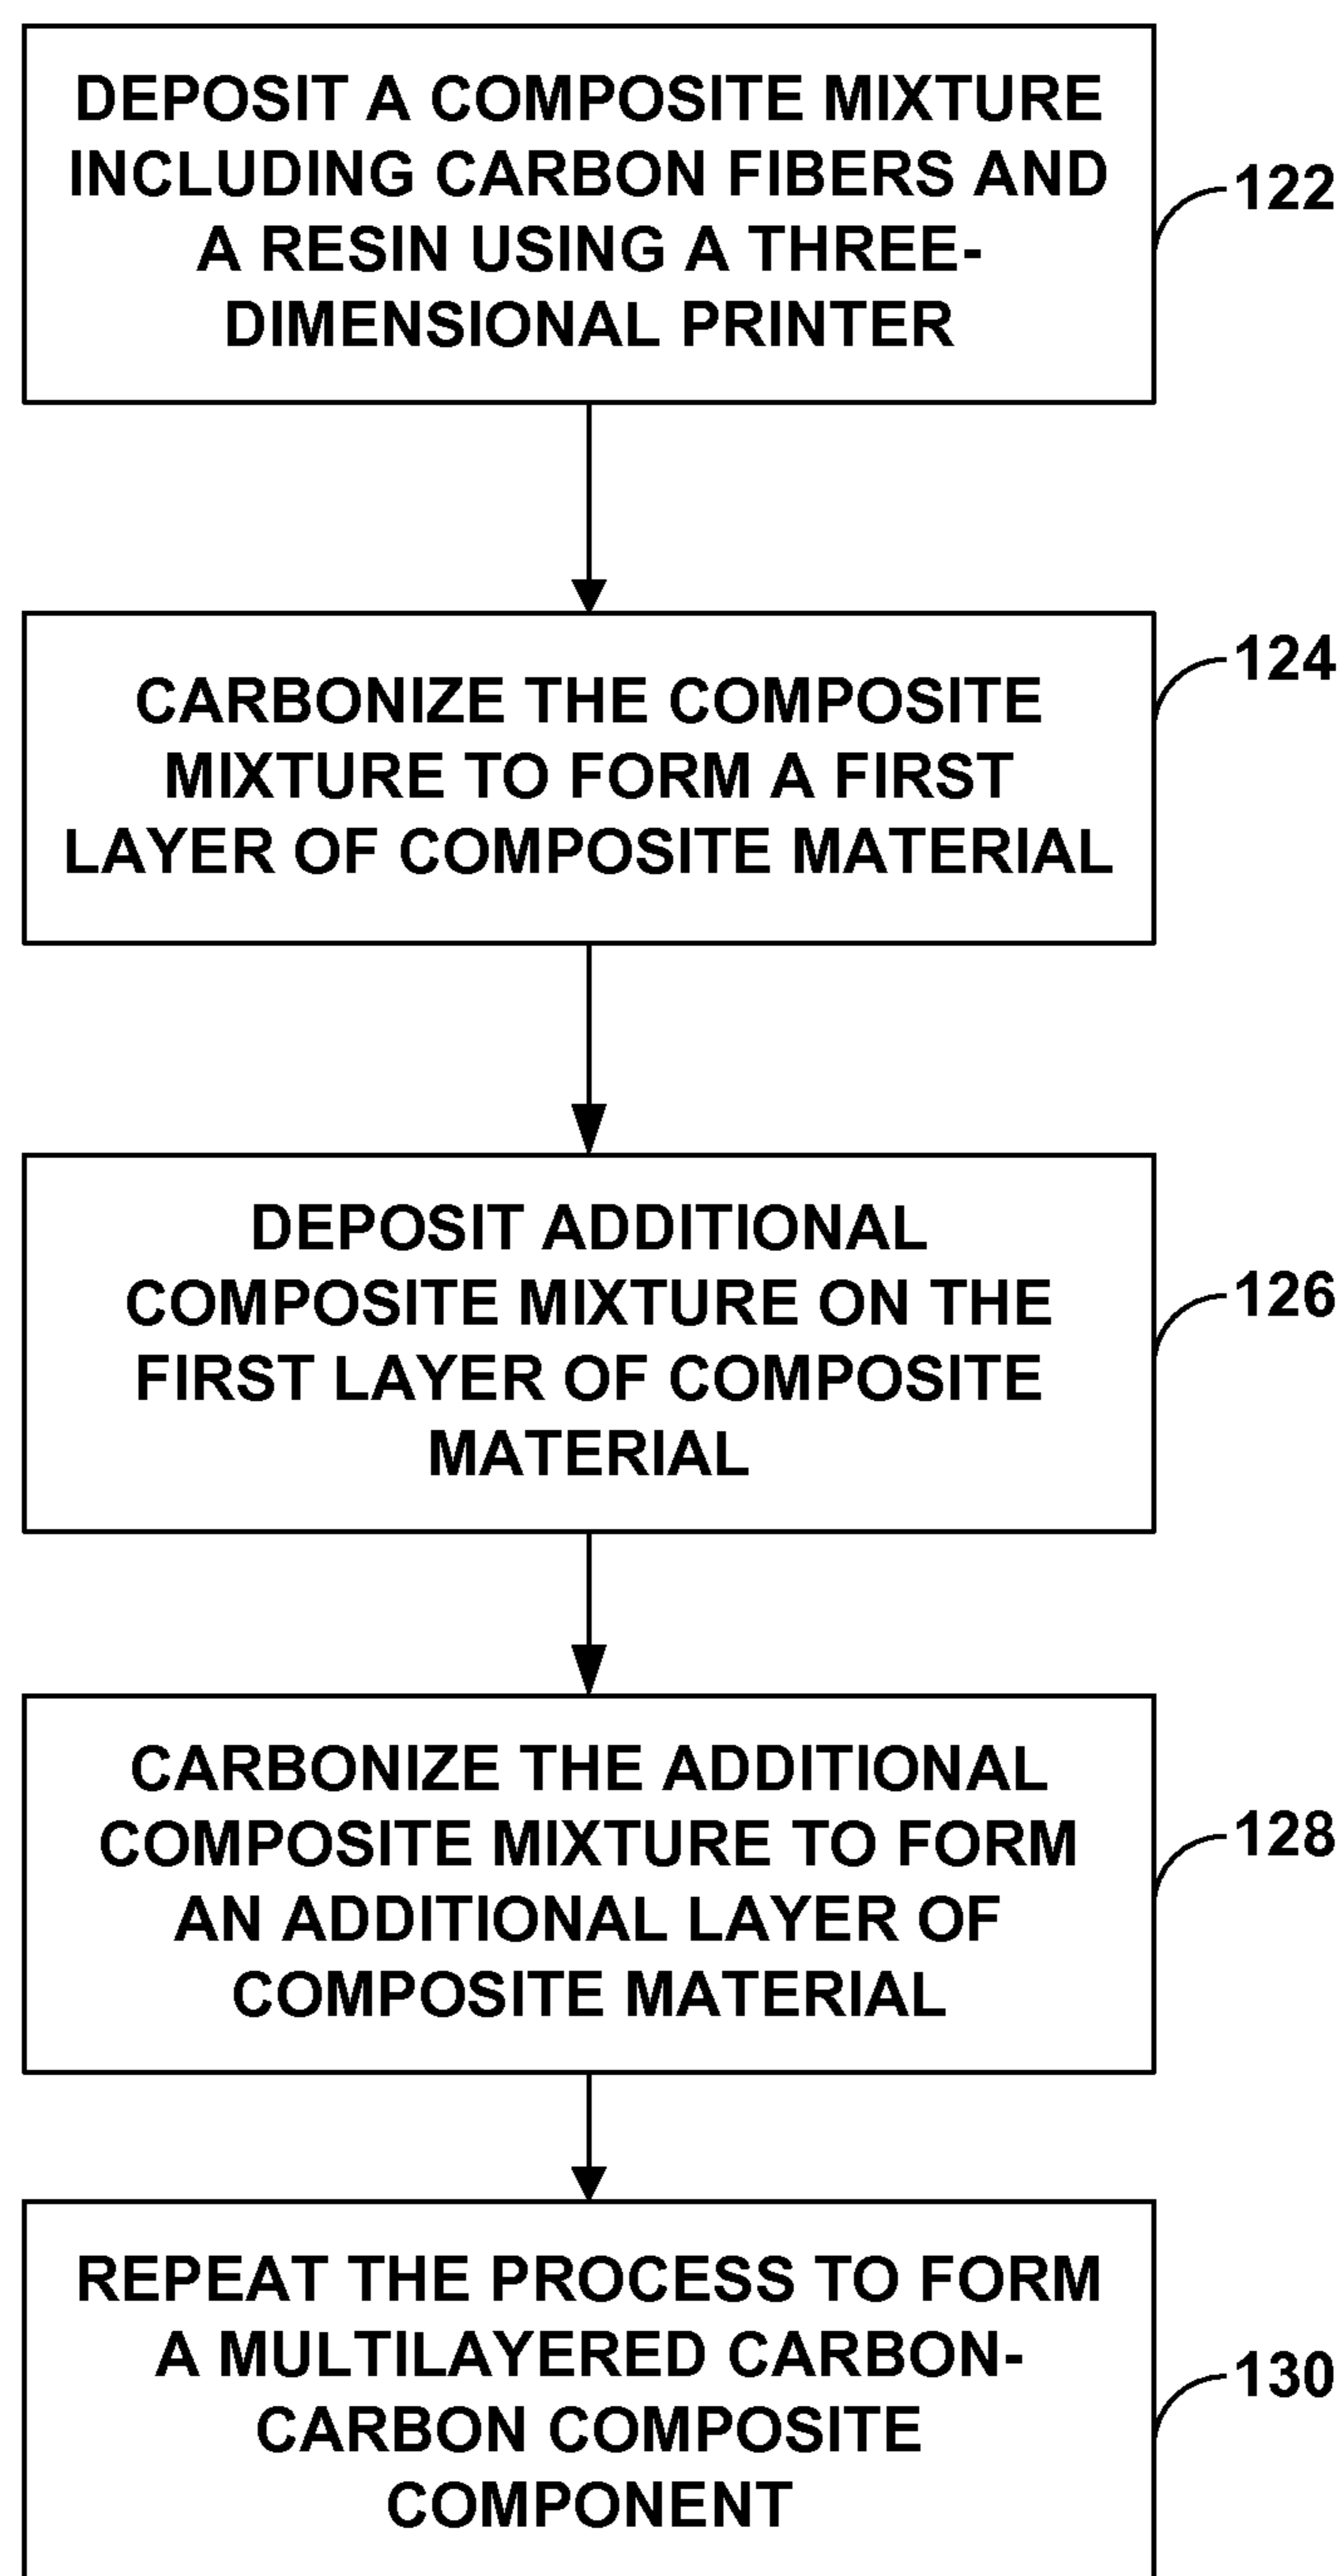 DEPOSIT A COMPOSITE MIXTURE
INCLUDING CARBON FIBERS AND
A RESIN USING A THREE-
DIMENSIONAL PRINTER
122
CARBONIZE THE COMPOSITE
MIXTURE TO FORM A FIRST
LAYER OF COMPOSITE MATERIAL
124
DEPOSIT ADDITIONAL
COMPOSITE MIXTURE ON THE
FIRST LAYER OF COMPOSITE
MATERIAL
126
CARBONIZE THE ADDITIONAL
COMPOSITE MIXTURE TO FORM
AN ADDITIONAL LAYER OF
COMPOSITE MATERIAL
128
REPEAT THE PROCESS TO FORM
A MULTILAYERED CARBON-
CARBON COMPOSITE
COMPONENT
130